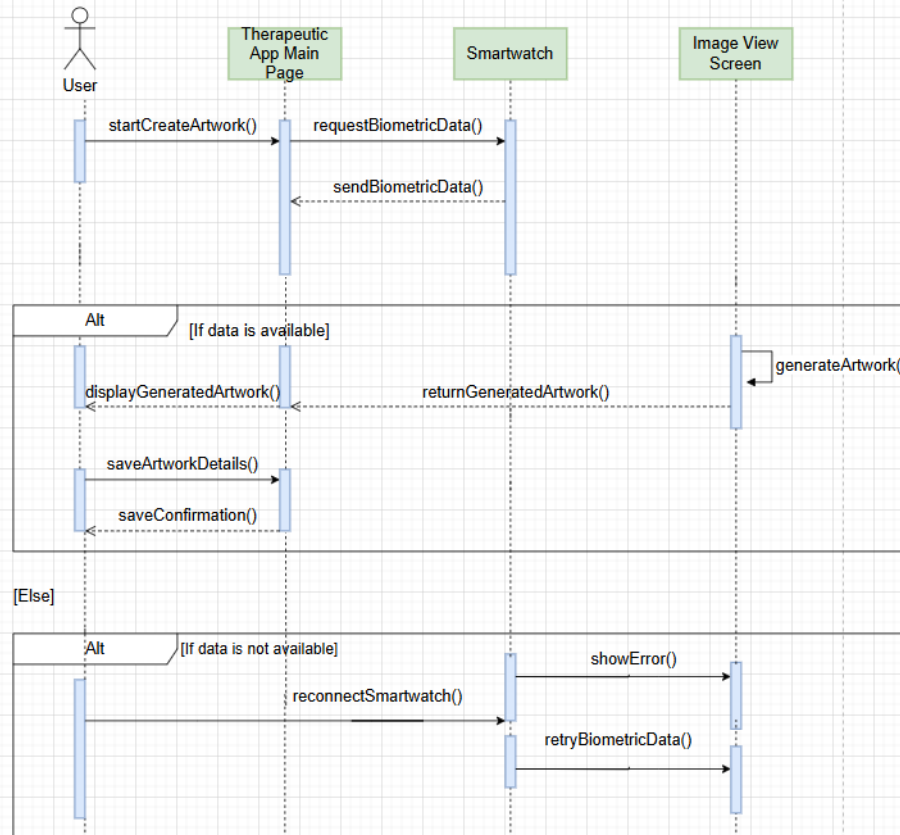 User
Therapeutic
App Main
Page
Smartwatch
Image View
Screen
startCreateArtwork()
requestBiometricData()
sendBiometricData()
Alt
[If data is available]
generateArtwork(
displayGeneratedArtwork()
returnGeneratedArtwork()
saveArtworkDetails()
saveConfirmation()
[Else]
Alt
[If data is not available]
showError()
reconnectSmartwatch()
retryBiometricData()